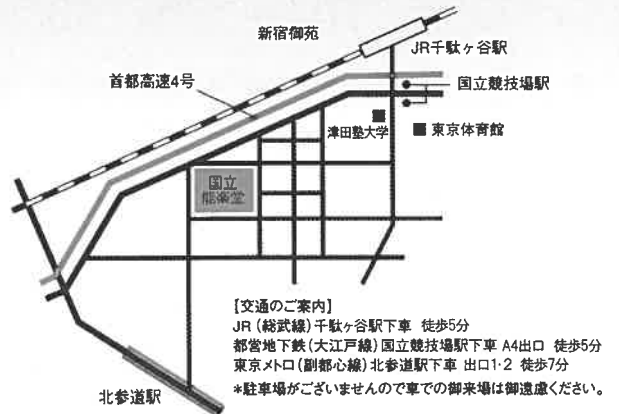 新宿御苑
JR千駄ヶ谷駅
首都高速4号
国立競技場駅
津田塾大学
東京体育館
国立
能楽堂
北参道駅
【交通のご案内】
JR(総武線)千駄ヶ谷駅下車 徒歩5分
都営地下鉄(大江戸線)国立競技場駅下車 A4出口 徒歩5分
東京メトロ(副都心線)北参道駅下車 出口1・2 徒歩7分
*駐車場がございませんので車での御来場は御遠慮ください。